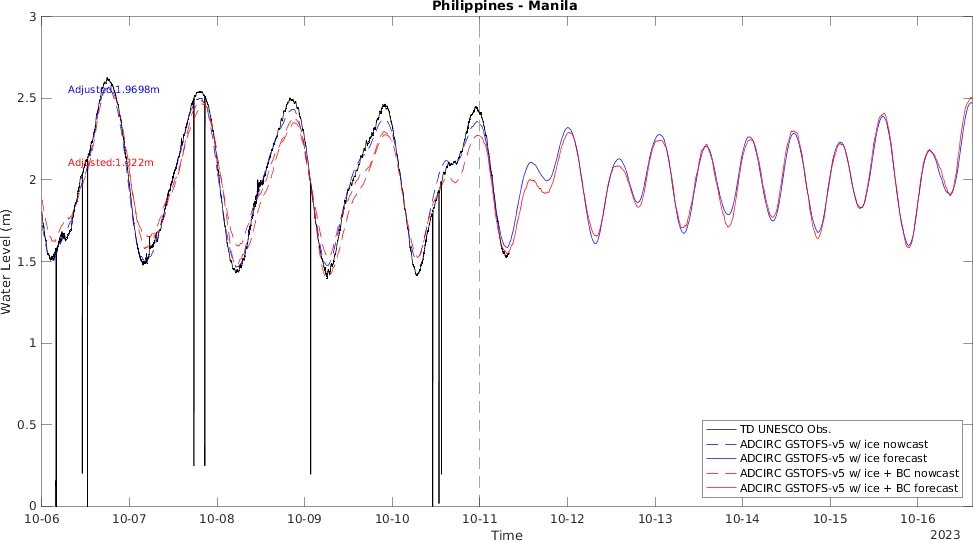 Philippines - Manila
3
2.5
2
1.5
1
0.5
0
Water Level (m)
Adjusted:1.9698m
TD UNESCO Obs.
ADCIRC GSTOFS-v5 w/ ice nowcast
ADCIRC GSTOFS-v5 w/ ice forecast
ADCIRC GSTOFS-v5 w/ ice + BC nowcast
ADCIRC GSTOFS-v5 w/ ice + BC forecast
10-06
10-07
10-08
10-09
10-10
10-11
10-12
10-13
10-14
10-15
10-16
Time
2023